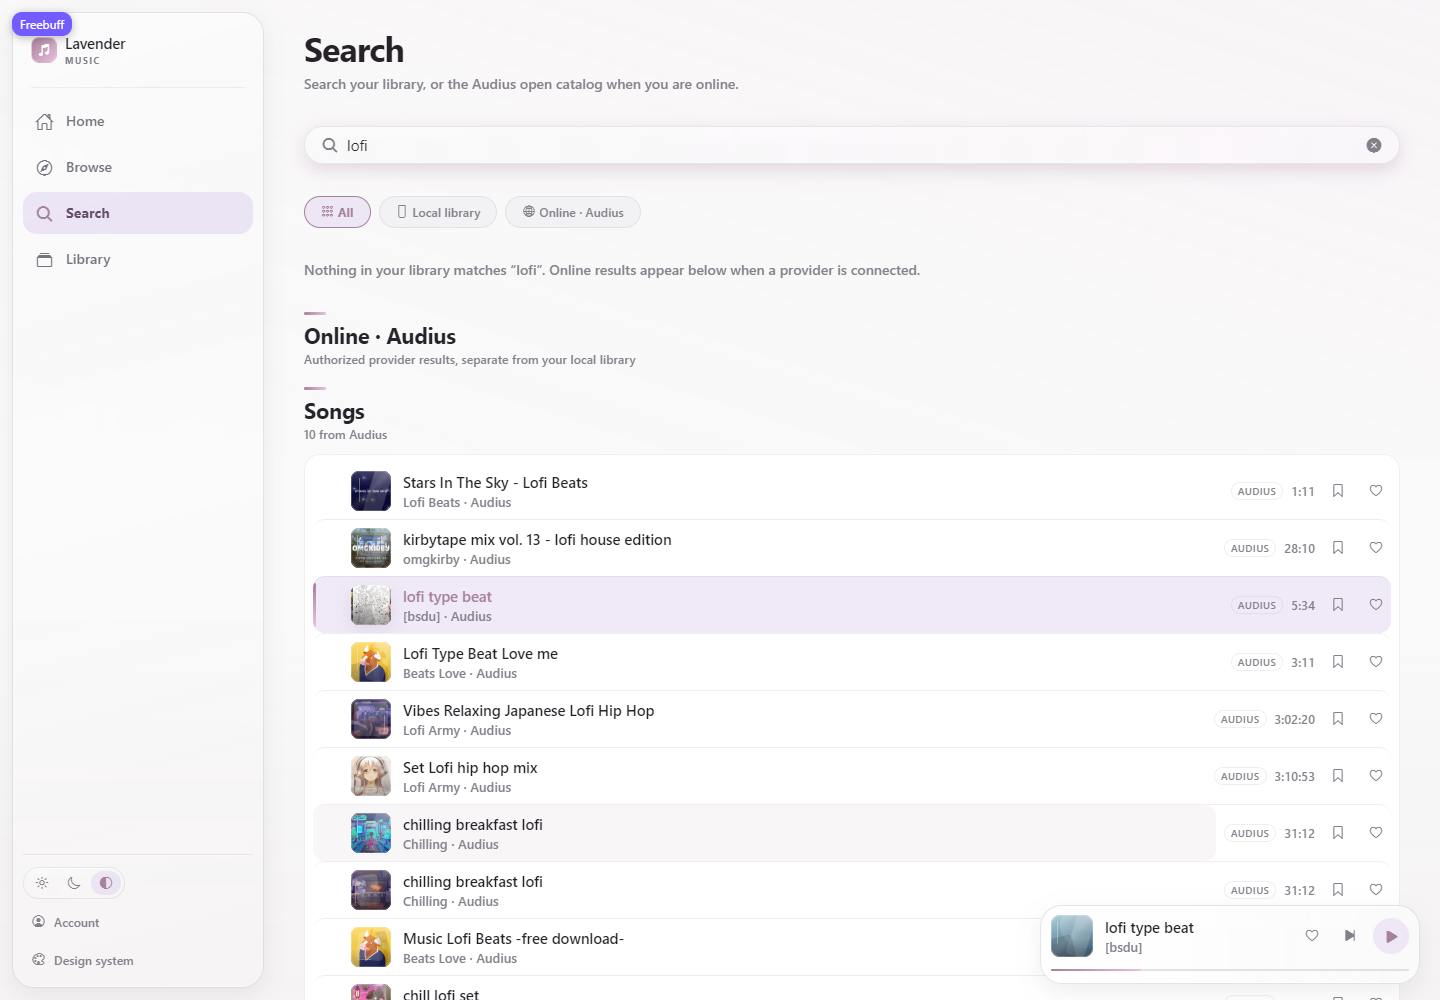 Freebuff
Lavender
MUSIC
Home
Browse
Search
Library
Account
Design system
Search
Search your library, or the Audius open catalog when you are online.
lofi
All
Local library
Online · Audius
Nothing in your library matches “lofi”. Online results appear below when a provider is connected.
Online · Audius
Authorized provider results, separate from your local library
Songs
10 from Audius
Stars In The Sky - Lofi Beats
Lofi Beats · Audius
AUDIUS 1:11
kirbytape mix vol. 13 - lofi house edition
omgkirby · Audius
AUDIUS 28:10
lofi type beat
[bsdu] · Audius
AUDIUS 5:34
Lofi Type Beat Love me
Beats Love · Audius
AUDIUS 3:11
Vibes Relaxing Japanese Lofi Hip Hop
Lofi Army · Audius
AUDIUS 3:02:20
Set Lofi hip hop mix
Lofi Army · Audius
AUDIUS 3:10:53
chilling breakfast lofi
Chilling · Audius
AUDIUS 31:12
chilling breakfast lofi
Chilling · Audius
AUDIUS 31:12
Music Lofi Beats -free download-
Beats Love · Audius
chill lofi set
lofi type beat
[bsdu]